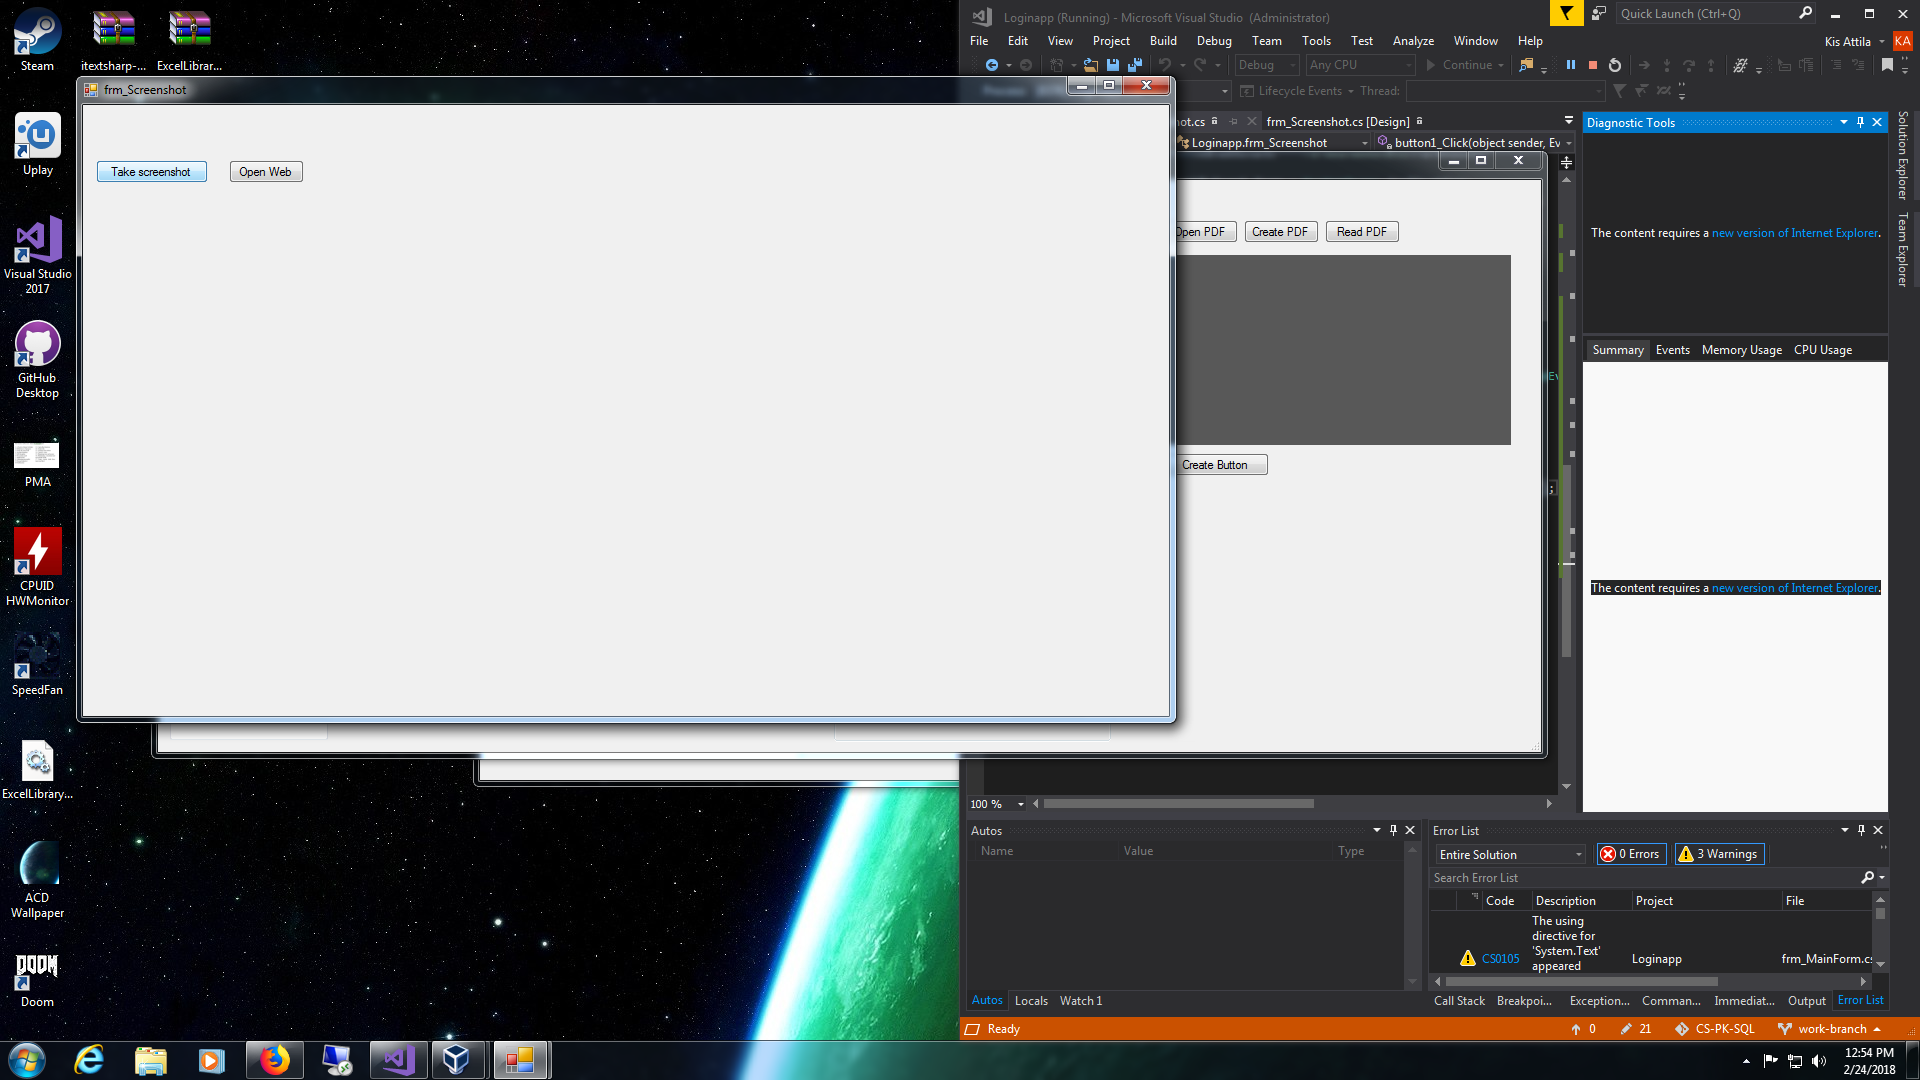 Steam
itextsharp-...
ExcelLibrar...
Uplay
Visual Studio
2017
GitHub
Desktop
PMA
CPUID
HWMonitor
SpeedFan
ExcelLibrary...
ACD
Wallpaper
DOOM
Doom
frm_Screenshot
Take screenshot
Open Web
Loginapp (Running) - Microsoft Visual Studio (Administrator)
Quick Launch (Ctrl+Q)
File Edit View Project Build Debug Team Tools Test Analyze Window Help
Kis Attila
KA
Debug
Any CPU
Continue
Lifecycle Events
Thread:
frm_Screenshot.cs [Design]
Loginapp.frm_Screenshot
button1_Click(object sender, Ev
Open PDF
Create PDF
Read PDF
Create Button
Diagnostic Tools
The content requires a new version of Internet Explorer.
Summary Events Memory Usage CPU Usage
The content requires a new version of Internet Explorer.
Solution Explorer
Team Explorer
100 %
Autos
Name Value Type
Autos Locals Watch 1
Error List
Entire Solution
0 Errors
3 Warnings
Search Error List
Code Description Project File
The using
directive for
'System.Text'
appeared
CS0105
Loginapp
frm_MainForm.cs
Call Stack Breakpoi... Exception... Comman... Immediat... Output Error List
Ready
0
21
CS-PK-SQL
work-branch
12:54 PM
2/24/2018